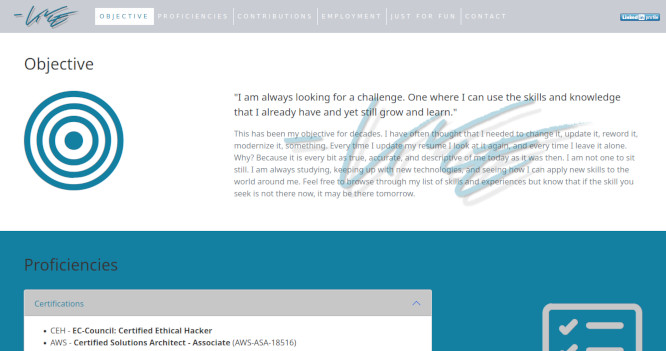 OBJECTIVE PROFICIENCIES CONTRIBUTIONS EMPLOYMENT JUST FOR FUN CONTACT
Linked in profile
Objective
"I am always looking for a challenge. One where I can use the skills and knowledge
that I already have and yet still grow and learn."
This has been my objective for decades. I have often thought that I needed to change it, update it, reword it,
modernize it, something. Every time I update my resume I look at it again, and every time I leave it alone.
Why? Because it is every bit as true, accurate, and descriptive of me today as it was then. I am not one to sit
still. I am always studying, keeping up with new technologies, and seeing how I can apply new skills to the
world around me. Feel free to browse through my list of skills and experiences but know that if the skill you
seek is not there now, it may be there tomorrow.
Proficiencies
Certifications
• CEH - EC-Council: Certified Ethical Hacker
• AWS - Certified Solutions Architect - Associate (AWS-ASA-18516)